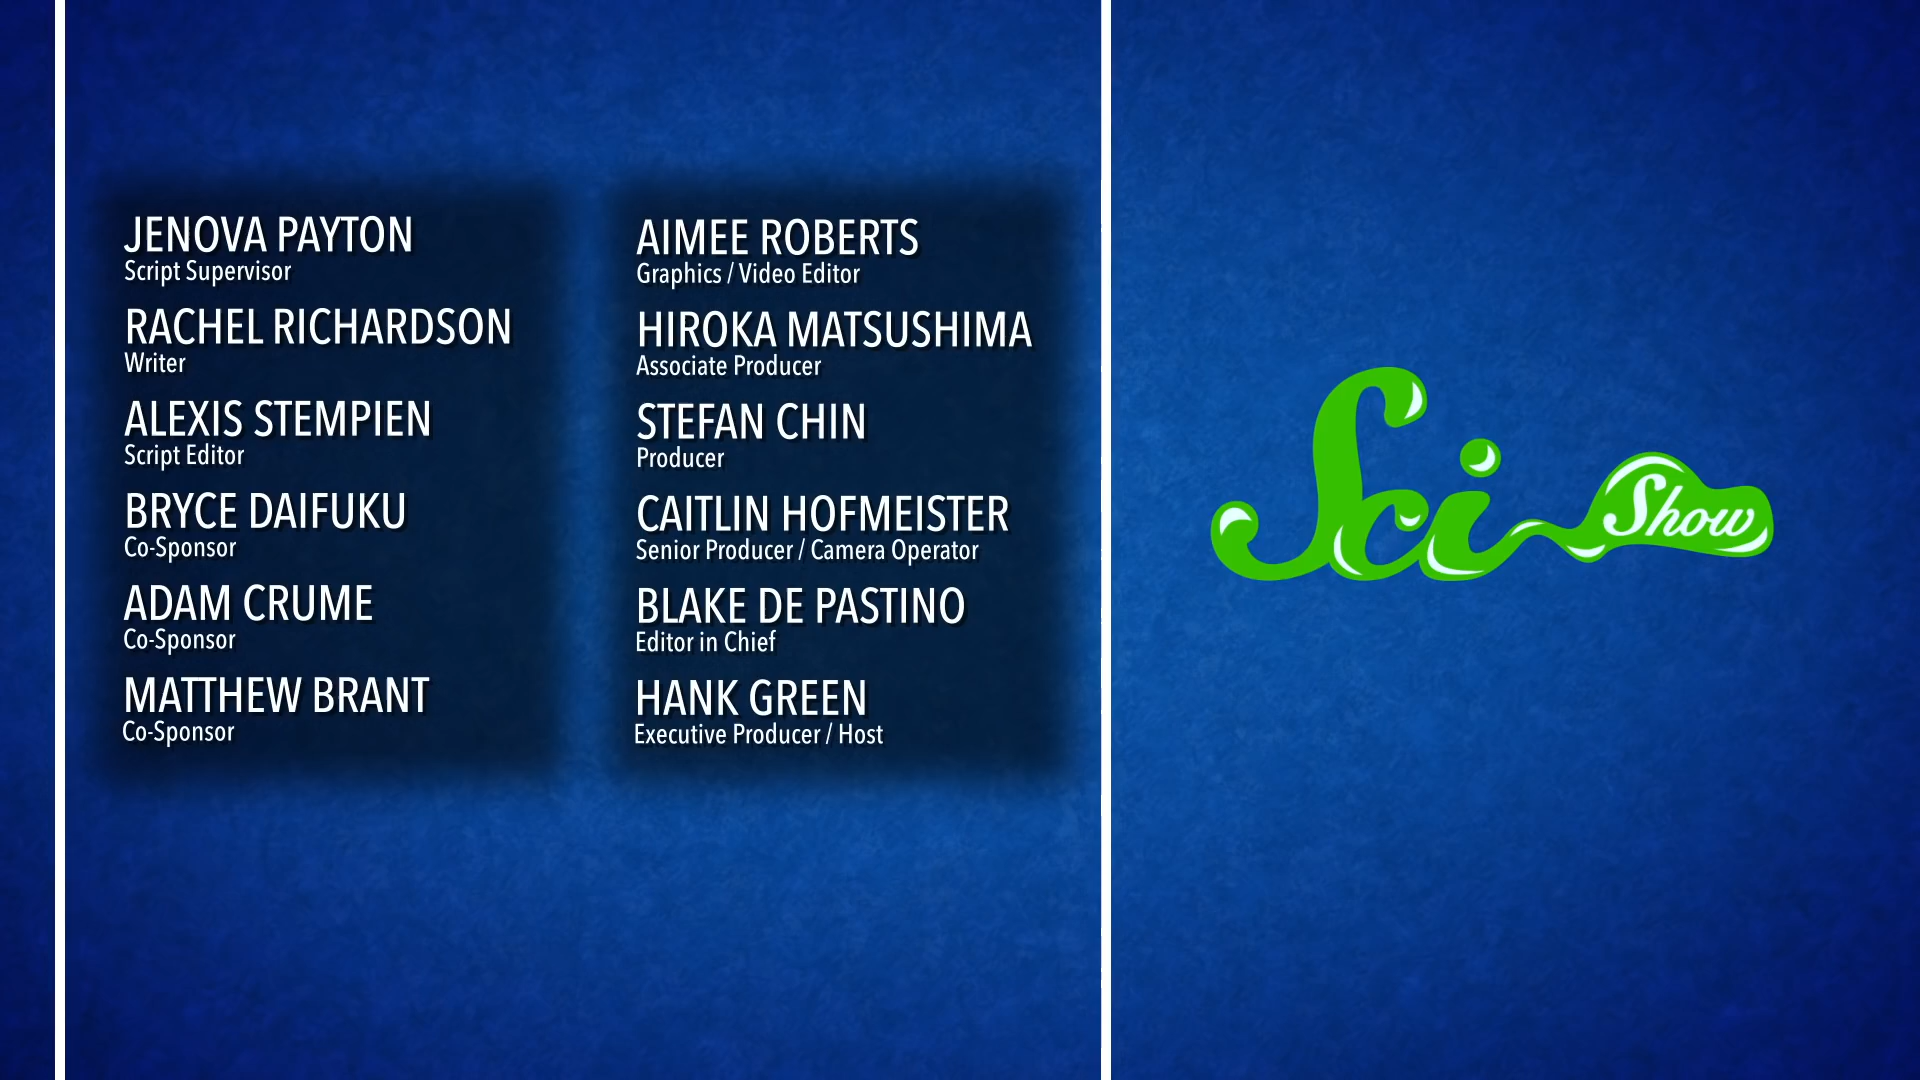 JENOVA PAYTON
Script Supervisor
RACHEL RICHARDSON
Writer
ALEXIS STEMPIEN
Script Editor
BRYCE DAIFUKU
Co-Sponsor
ADAM CRUME
Co-Sponsor
MATTHEW BRANT
Co-Sponsor
AIMEE ROBERTS
Graphics / Video Editor
HIROKA MATSUSHIMA
Associate Producer
STEFAN CHIN
Producer
CAITLIN HOFMEISTER
Senior Producer / Camera Operator
BLAKE DE PASTINO
Editor in Chief
HANK GREEN
Executive Producer / Host
Sci Show